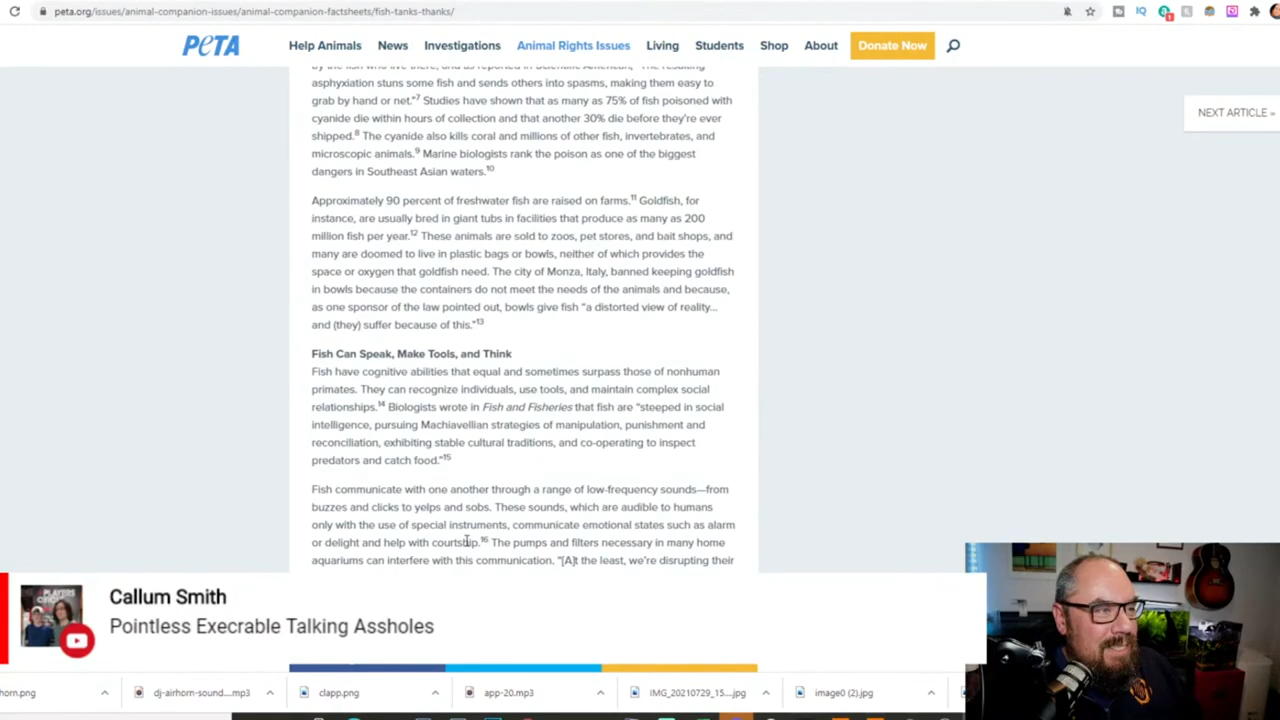 peta.org/issues/animal-companion-issues/animal-companion-factsheets/fish-tanks-thanks/
PETA
Help Animals News Investigations Animal Rights Issues Living Students Shop About Donate Now
NEXT ARTICLE »
by the fish who live there, and as reported in Scientific American, "The resulting
asphyxiation stuns some fish and sends others into spasms, making them easy to
grab by hand or net."7 Studies have shown that as many as 75% of fish poisoned with
cyanide die within hours of collection and that another 30% die before they're ever
shipped.8 The cyanide also kills coral and millions of other fish, invertebrates, and
microscopic animals.9 Marine biologists rank the poison as one of the biggest
dangers in Southeast Asian waters.10
Approximately 90 percent of freshwater fish are raised on farms.11 Goldfish, for
instance, are usually bred in giant tubs in facilities that produce as many as 200
million fish per year.12 These animals are sold to zoos, pet stores, and bait shops, and
many are doomed to live in plastic bags or bowls, neither of which provides the
space or oxygen that goldfish need. The city of Monza, Italy, banned keeping goldfish
in bowls because the containers do not meet the needs of the animals and because,
as one sponsor of the law pointed out, bowls give fish "a distorted view of reality...
and (they) suffer because of this."13
Fish Can Speak, Make Tools, and Think
Fish have cognitive abilities that equal and sometimes surpass those of nonhuman
primates. They can recognize individuals, use tools, and maintain complex social
relationships.14 Biologists wrote in Fish and Fisheries that fish are "steeped in social
intelligence, pursuing Machiavellian strategies of manipulation, punishment and
reconciliation, exhibiting stable cultural traditions, and co-operating to inspect
predators and catch food."15
Fish communicate with one another through a range of low-frequency sounds—from
buzzes and clicks to yelps and sobs. These sounds, which are audible to humans
only with the use of special instruments, communicate emotional states such as alarm
or delight and help with courtship.16 The pumps and filters necessary in many home
aquariums can interfere with this communication. "[A]t the least, we're disrupting their
Callum Smith
Pointless Execrable Talking Assholes
horn.png dj-airhorn-sound....mp3 clapp.png app-20.mp3 IMG_20210729_15....jpg image0 (2).jpg